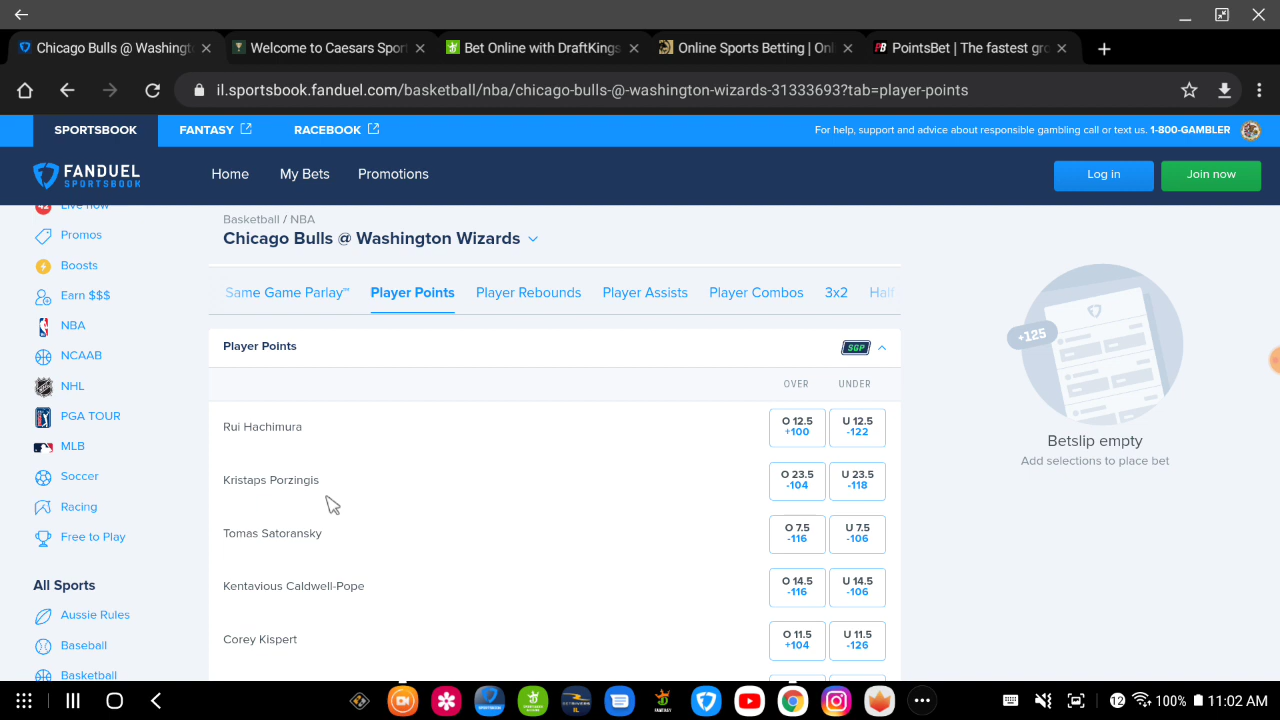 Chicago Bulls @ Washingt
Welcome to Caesars Spor
Bet Online with DraftKings
Online Sports Betting | Onl
PointsBet | The fastest gr
il.sportsbook.fanduel.com/basketball/nba/chicago-bulls-@-washington-wizards-31333693?tab=player-points
SPORTSBOOK FANTASY RACEBOOK
For help, support and advice about responsible gambling call or text us. 1-800-GAMBLER
FANDUEL
SPORTSBOOK
Home My Bets Promotions
Log in Join now
42 Live now
Promos
Boosts
Earn $$$
NBA
NCAAB
NHL
PGA TOUR
MLB
Soccer
Racing
Free to Play
All Sports
Aussie Rules
Baseball
Basketball
Basketball / NBA
Chicago Bulls @ Washington Wizards
Same Game Parlay™ Player Points Player Rebounds Player Assists Player Combos 3x2 Half
Player Points SGP
OVER UNDER
Rui Hachimura O 12.5 U 12.5
+100 -122
Kristaps Porzingis O 23.5 U 23.5
-104 -118
Tomas Satoransky O 7.5 U 7.5
-116 -106
Kentavious Caldwell-Pope O 14.5 U 14.5
-116 -106
Corey Kispert O 11.5 U 11.5
+104 -126
+125
Betslip empty
Add selections to place bet
12 100% 11:02 AM